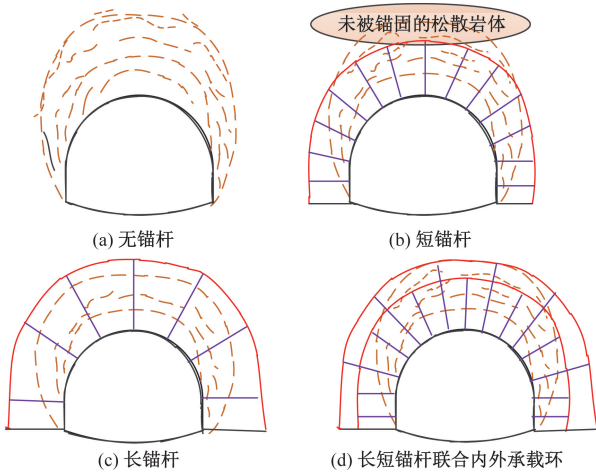 未被锚固的松散岩体
(a) 无锚杆
(b) 短锚杆
(c) 长锚杆
(d) 长短锚杆联合内外承载环